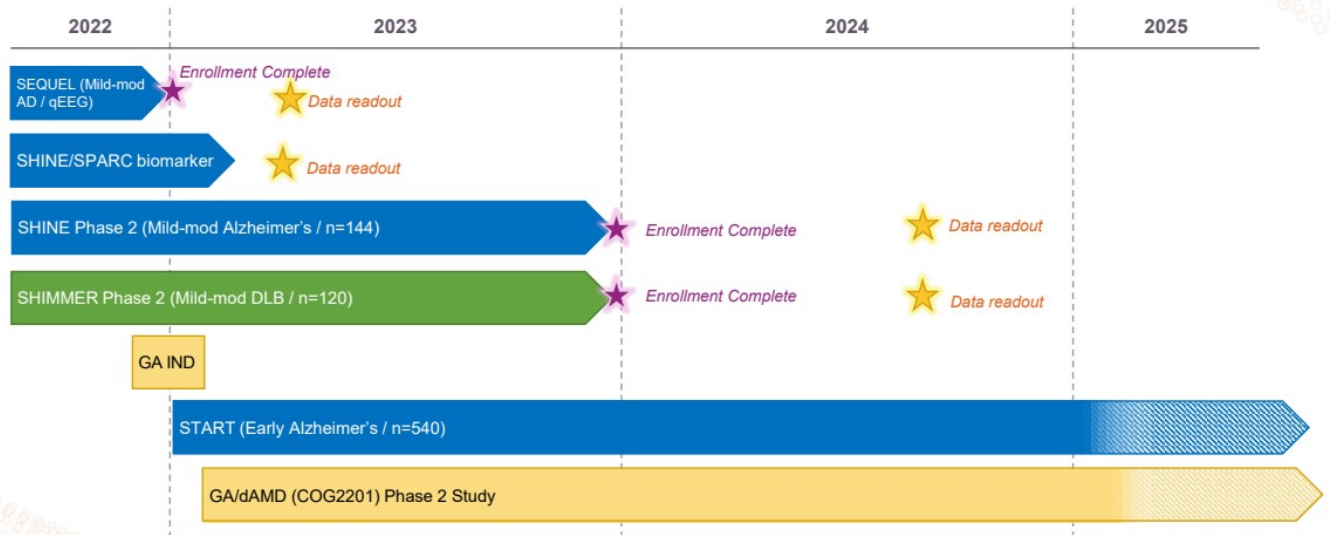 2022
2023
2024
2025
SEQUEL (Mild-mod
AD / qEEG)
Enrollment Complete
Data readout
SHINE/SPARC biomarker
Data readout
SHINE Phase 2 (Mild-mod Alzheimer's / n=144)
Enrollment Complete
Data readout
SHIMMER Phase 2 (Mild-mod DLB / n=120)
Enrollment Complete
Data readout
GA IND
START (Early Alzheimer's / n=540)
GA/dAMD (COG2201) Phase 2 Study